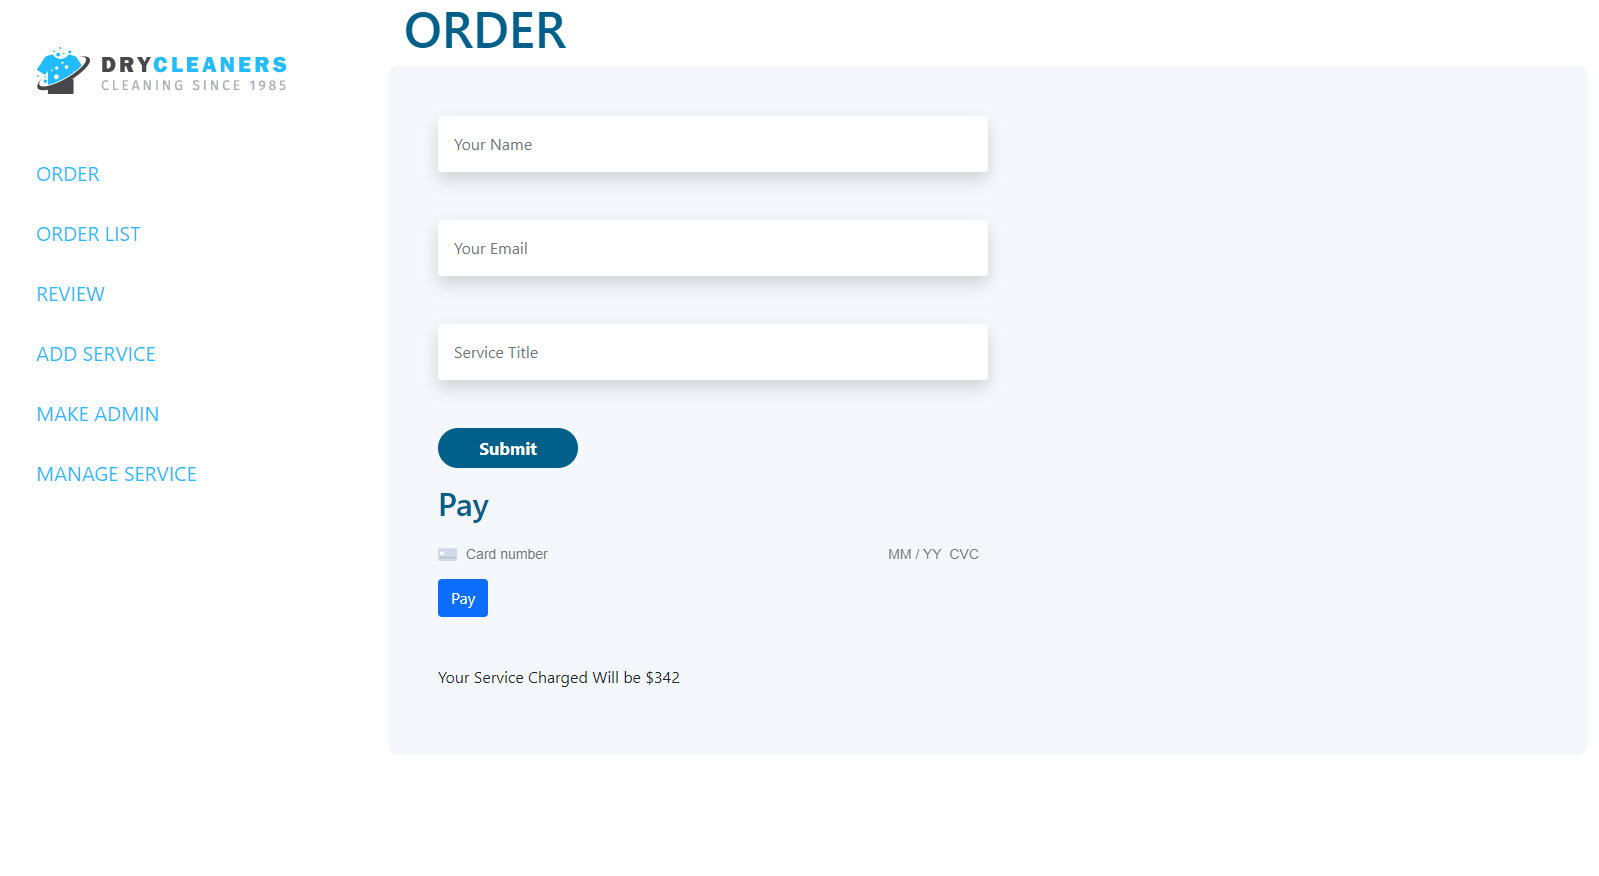 DRYCLEANERS
CLEANING SINCE 1985
ORDER
ORDER LIST
REVIEW
ADD SERVICE
MAKE ADMIN
MANAGE SERVICE
ORDER
Your Name
Your Email
Service Title
Submit
Pay
Card number MM / YY CVC
Pay
Your Service Charged Will be $342